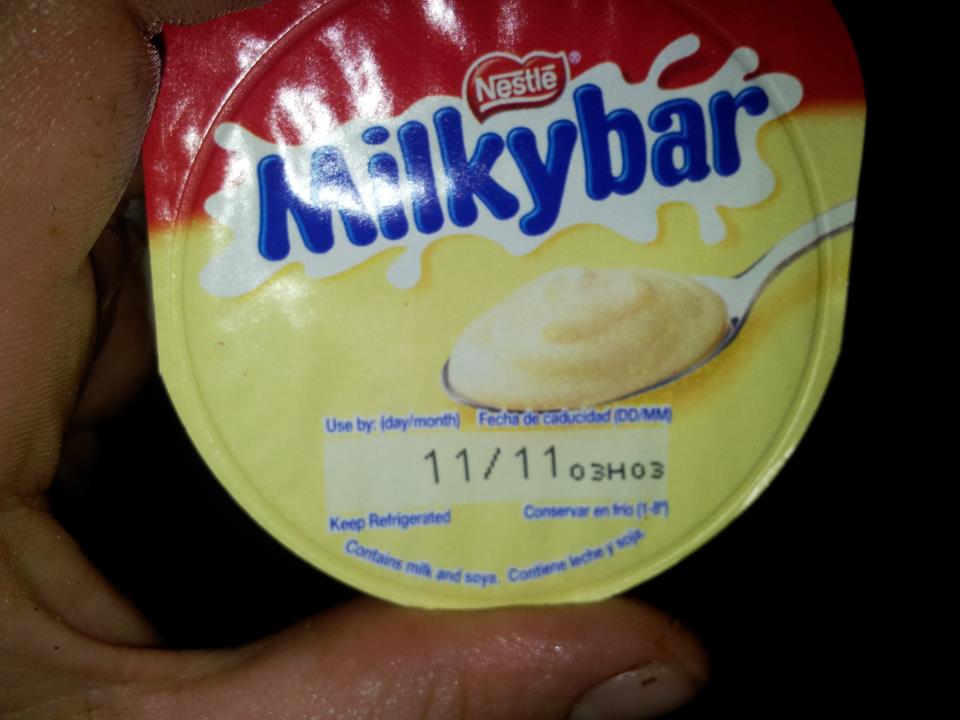 Nestlé®
Milkybar
Use by: (day/month) Fecha de caducidad (DD/MM)
11/11 03H03
Keep Refrigerated Conservar en frío (1-8º)
Contains milk and soya. Contiene leche y soja.